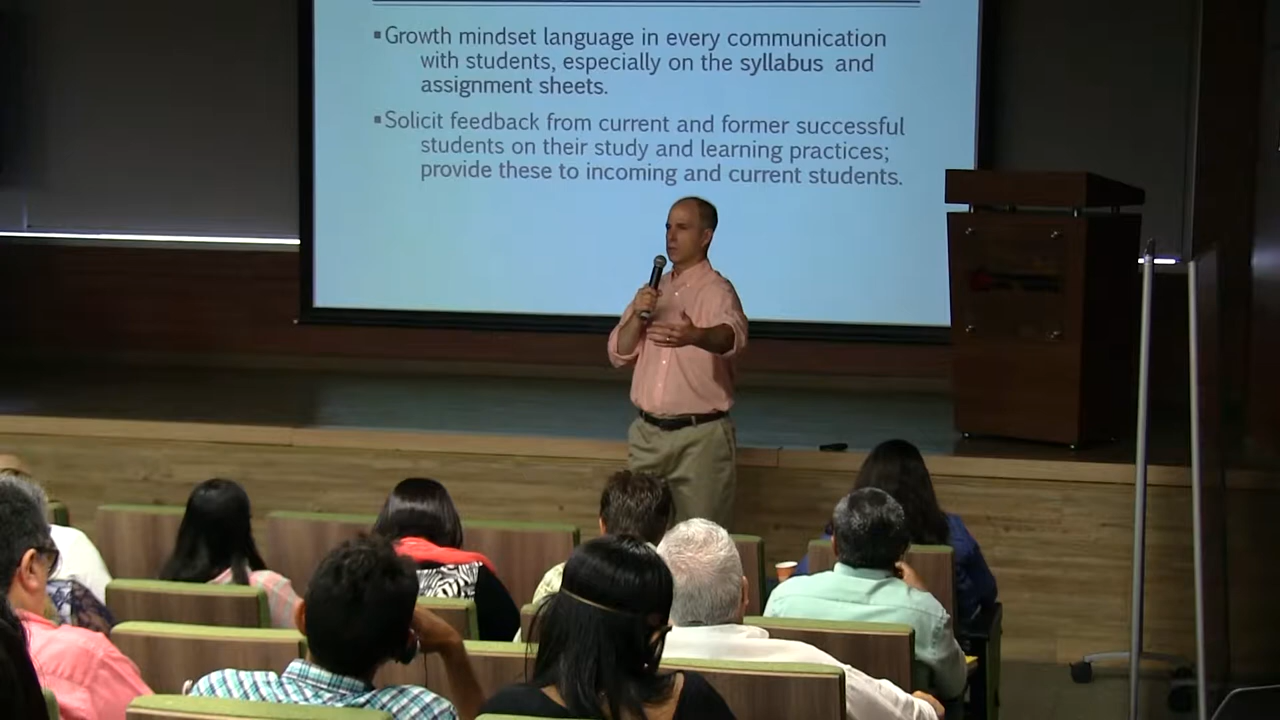 ▪Growth mindset language in every communication
with students, especially on the syllabus and
assignment sheets.
▪Solicit feedback from current and former successful
students on their study and learning practices;
provide these to incoming and current students.